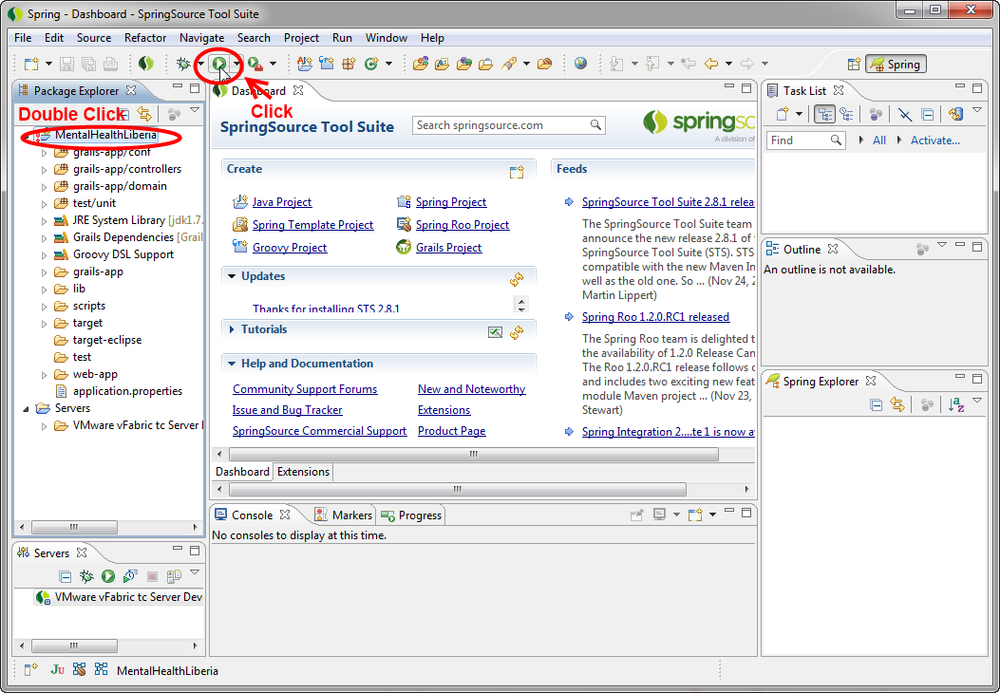 Spring - Dashboard - SpringSource Tool Suite
File Edit Source Refactor Navigate Search Project Run Window Help
Spring
Package Explorer
Double Click
MentalHealthLiberia
grails-app/conf
grails-app/controllers
grails-app/domain
test/unit
JRE System Library [jdk1.7.
Grails Dependencies [Grail
Groovy DSL Support
grails-app
lib
scripts
target
target-eclipse
test
web-app
application.properties
Servers
VMware vFabric tc Server
Servers
VMware vFabric tc Server Dev
Dashboard
Click
SpringSource Tool Suite
Search springsource.com
A division of
Create
Java Project
Spring Project
Spring Template Project
Spring Roo Project
Groovy Project
Grails Project
Updates
Thanks for installing STS 2.8.1
Tutorials
Help and Documentation
Community Support Forums
New and Noteworthy
Issue and Bug Tracker
Extensions
SpringSource Commercial Support
Product Page
Feeds
SpringSource Tool Suite 2.8.1 relea
The SpringSource Tool Suite team
announce the new release 2.8.1 of
SpringSource Tool Suite (STS). STS
compatible with the new Maven In
well as the old one. So ... (Nov 24, 2
Martin Lippert)
Spring Roo 1.2.0.RC1 released
The Spring Roo team is delighted t
the availability of 1.2.0 Release Can
The Roo 1.2.0.RC1 release follows
and includes two exciting new feat
module Maven project ... (Nov 23,
Stewart)
Spring Integration 2....te 1 is now a
Dashboard Extensions
Console
Markers
Progress
No consoles to display at this time.
Task List
Find
All
Activate...
Outline
An outline is not available.
Spring Explorer
JU
MentalHealthLiberia